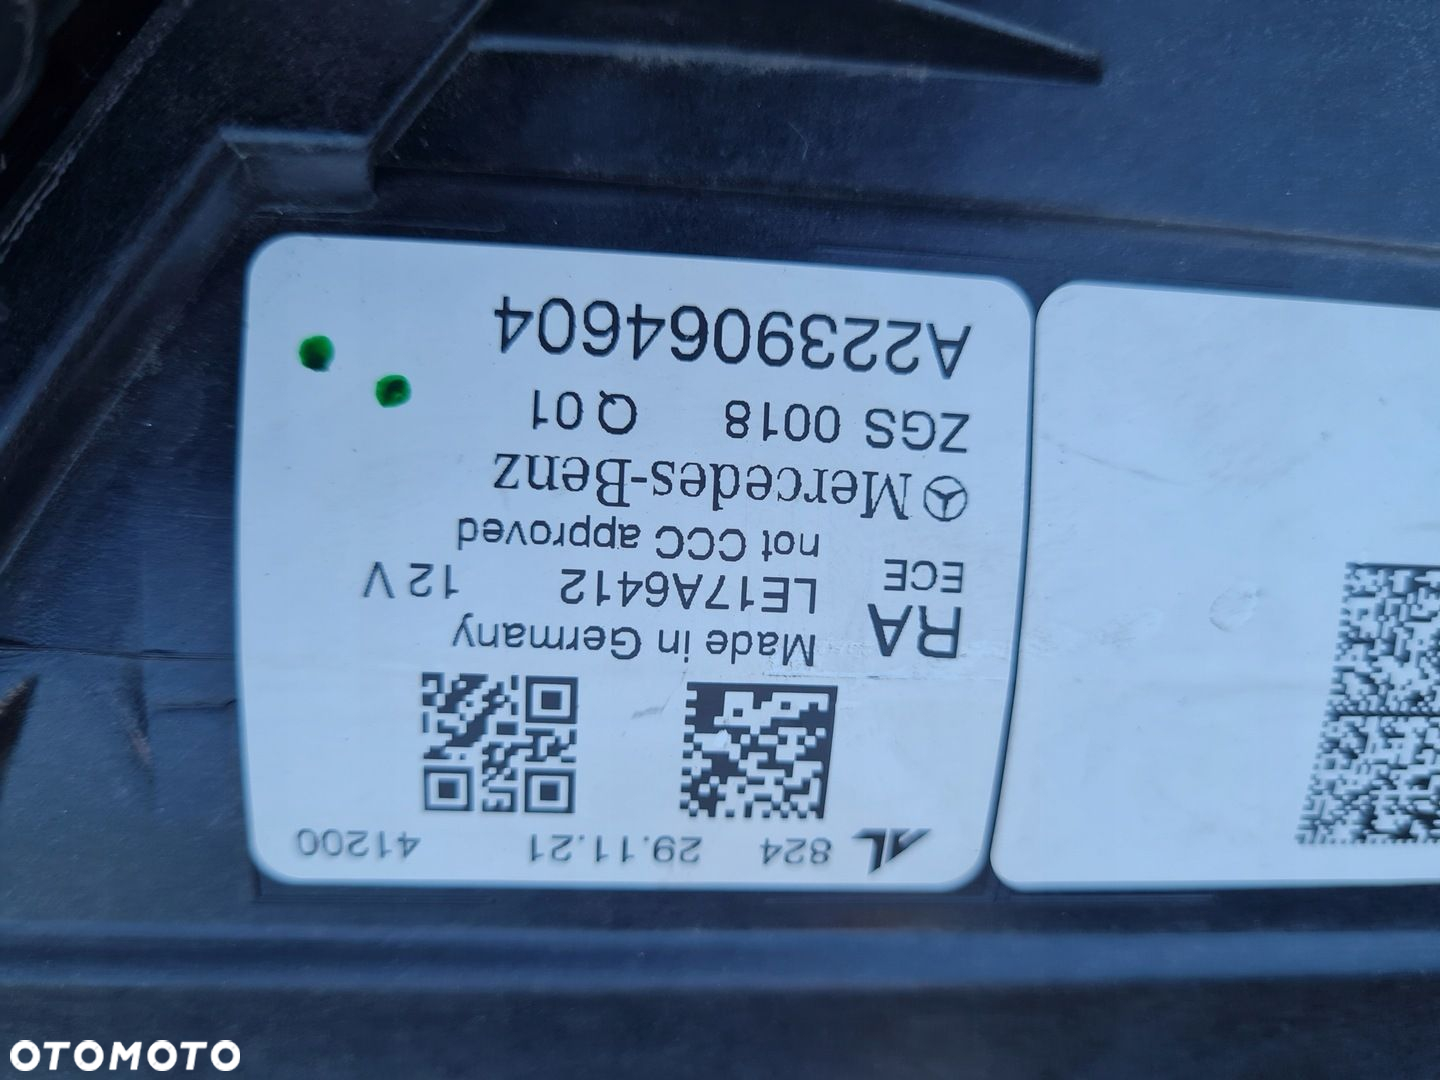 A2239064604
ZGS 0018 Q 01
Mercedes-Benz
not CCC approved
ECE
LE17A6412 12 V
RA
Made in Germany
AL 824 29.11.21 41200
OTOMOTO